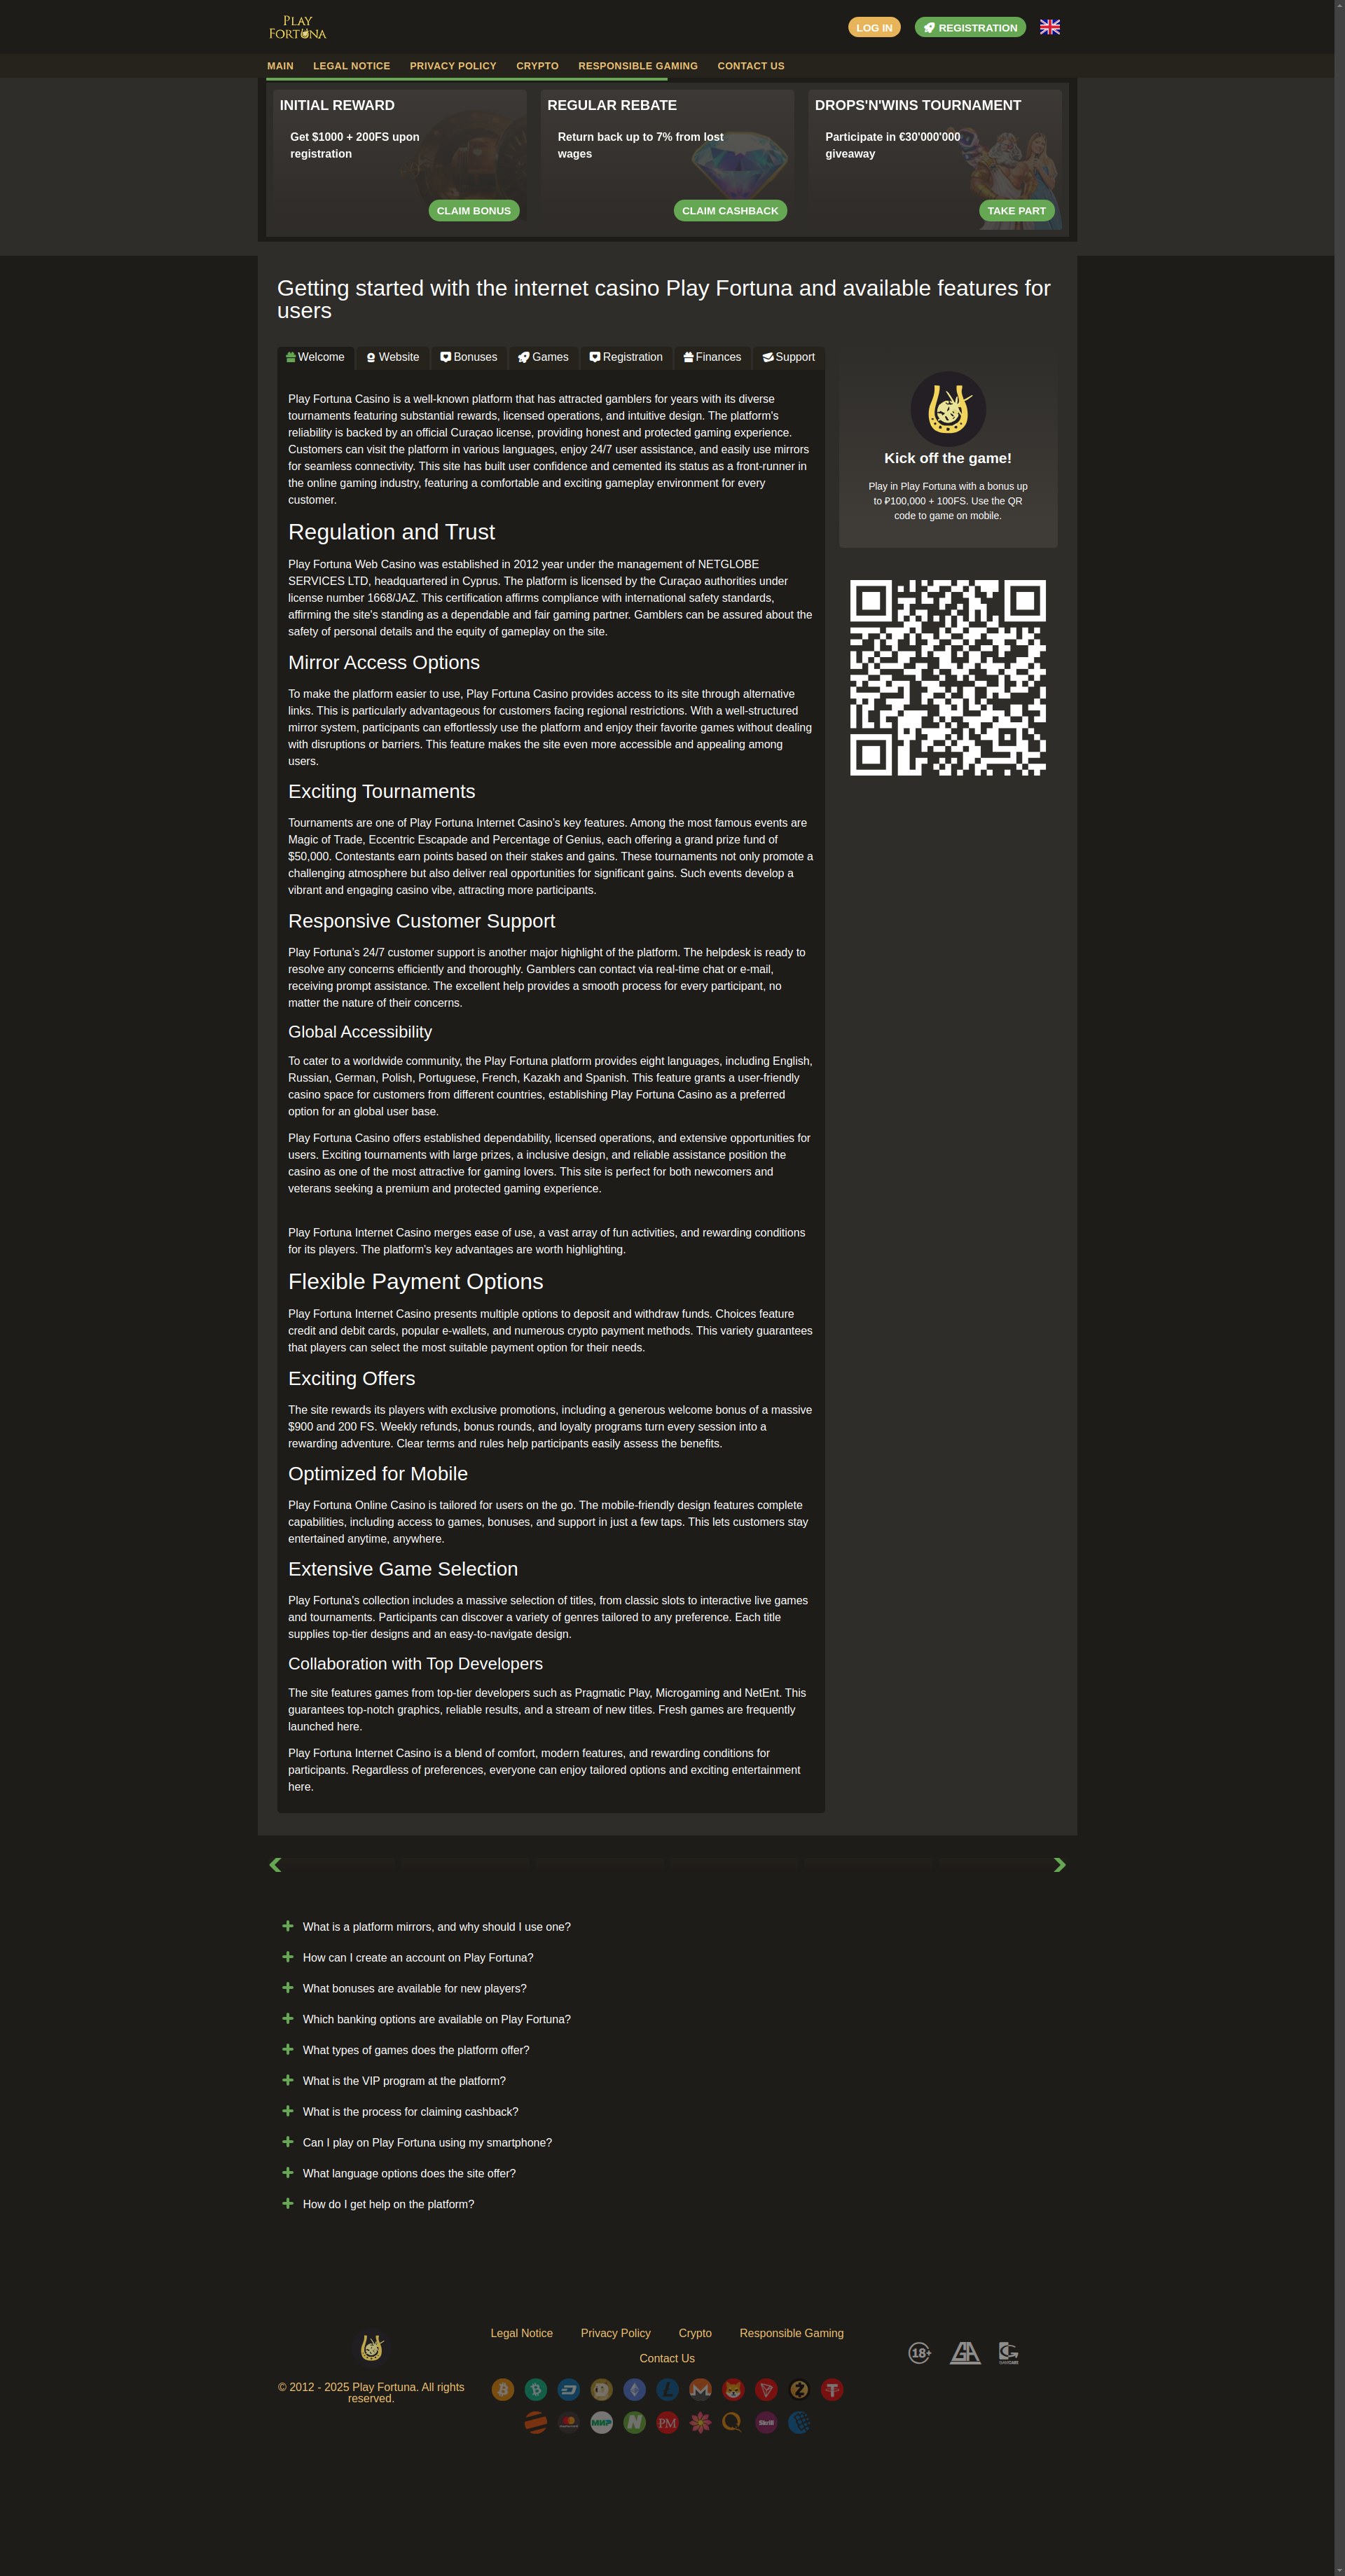 PLAY
FORTUNA
LOG IN
REGISTRATION
MAIN LEGAL NOTICE PRIVACY POLICY CRYPTO RESPONSIBLE GAMING CONTACT US
INITIAL REWARD
Get $1000 + 200FS upon
registration
CLAIM BONUS
REGULAR REBATE
Return back up to 7% from lost
wages
CLAIM CASHBACK
DROPS'N'WINS TOURNAMENT
Participate in €30'000'000
giveaway
TAKE PART
Getting started with the internet casino Play Fortuna and available features for
users
Welcome Website Bonuses Games Registration Finances Support
Play Fortuna Casino is a well-known platform that has attracted gamblers for years with its diverse
tournaments featuring substantial rewards, licensed operations, and intuitive design. The platform's
reliability is backed by an official Curaçao license, providing honest and protected gaming experience.
Customers can visit the platform in various languages, enjoy 24/7 user assistance, and easily use mirrors
for seamless connectivity. This site has built user confidence and cemented its status as a front-runner in
the online gaming industry, featuring a comfortable and exciting gameplay environment for every
customer.
Regulation and Trust
Play Fortuna Web Casino was established in 2012 year under the management of NETGLOBE
SERVICES LTD, headquartered in Cyprus. The platform is licensed by the Curaçao authorities under
license number 1668/JAZ. This certification affirms compliance with international safety standards,
affirming the site's standing as a dependable and fair gaming partner. Gamblers can be assured about the
safety of personal details and the equity of gameplay on the site.
Mirror Access Options
To make the platform easier to use, Play Fortuna Casino provides access to its site through alternative
links. This is particularly advantageous for customers facing regional restrictions. With a well-structured
mirror system, participants can effortlessly use the platform and enjoy their favorite games without dealing
with disruptions or barriers. This feature makes the site even more accessible and appealing among
users.
Exciting Tournaments
Tournaments are one of Play Fortuna Internet Casino's key features. Among the most famous events are
Magic of Trade, Eccentric Escapade and Percentage of Genius, each offering a grand prize fund of
$50,000. Contestants earn points based on their stakes and gains. These tournaments not only promote a
challenging atmosphere but also deliver real opportunities for significant gains. Such events develop a
vibrant and engaging casino vibe, attracting more participants.
Responsive Customer Support
Play Fortuna's 24/7 customer support is another major highlight of the platform. The helpdesk is ready to
resolve any concerns efficiently and thoroughly. Gamblers can contact via real-time chat or e-mail,
receiving prompt assistance. The excellent help provides a smooth process for every participant, no
matter the nature of their concerns.
Global Accessibility
To cater to a worldwide community, the Play Fortuna platform provides eight languages, including English,
Russian, German, Polish, Portuguese, French, Kazakh and Spanish. This feature grants a user-friendly
casino space for customers from different countries, establishing Play Fortuna Casino as a preferred
option for an global user base.
Play Fortuna Casino offers established dependability, licensed operations, and extensive opportunities for
users. Exciting tournaments with large prizes, a inclusive design, and reliable assistance position the
casino as one of the most attractive for gaming lovers. This site is perfect for both newcomers and
veterans seeking a premium and protected gaming experience.
Play Fortuna Internet Casino merges ease of use, a vast array of fun activities, and rewarding conditions
for its players. The platform's key advantages are worth highlighting.
Flexible Payment Options
Play Fortuna Internet Casino presents multiple options to deposit and withdraw funds. Choices feature
credit and debit cards, popular e-wallets, and numerous crypto payment methods. This variety guarantees
that players can select the most suitable payment option for their needs.
Exciting Offers
The site rewards its players with exclusive promotions, including a generous welcome bonus of a massive
$900 and 200 FS. Weekly refunds, bonus rounds, and loyalty programs turn every session into a
rewarding adventure. Clear terms and rules help participants easily assess the benefits.
Optimized for Mobile
Play Fortuna Online Casino is tailored for users on the go. The mobile-friendly design features complete
capabilities, including access to games, bonuses, and support in just a few taps. This lets customers stay
entertained anytime, anywhere.
Extensive Game Selection
Play Fortuna's collection includes a massive selection of titles, from classic slots to interactive live games
and tournaments. Participants can discover a variety of genres tailored to any preference. Each title
supplies top-tier designs and an easy-to-navigate design.
Collaboration with Top Developers
The site features games from top-tier developers such as Pragmatic Play, Microgaming and NetEnt. This
guarantees top-notch graphics, reliable results, and a stream of new titles. Fresh games are frequently
launched here.
Play Fortuna Internet Casino is a blend of comfort, modern features, and rewarding conditions for
participants. Regardless of preferences, everyone can enjoy tailored options and exciting entertainment
here.
Kick off the game!
Play in Play Fortuna with a bonus up
to ₽100,000 + 100FS. Use the QR
code to game on mobile.
What is a platform mirrors, and why should I use one?
How can I create an account on Play Fortuna?
What bonuses are available for new players?
Which banking options are available on Play Fortuna?
What types of games does the platform offer?
What is the VIP program at the platform?
What is the process for claiming cashback?
Can I play on Play Fortuna using my smartphone?
What language options does the site offer?
How do I get help on the platform?
© 2012 - 2025 Play Fortuna. All rights
reserved.
Legal Notice Privacy Policy Crypto Responsible Gaming
Contact Us
МИР
PM
Skrill
18+
GA